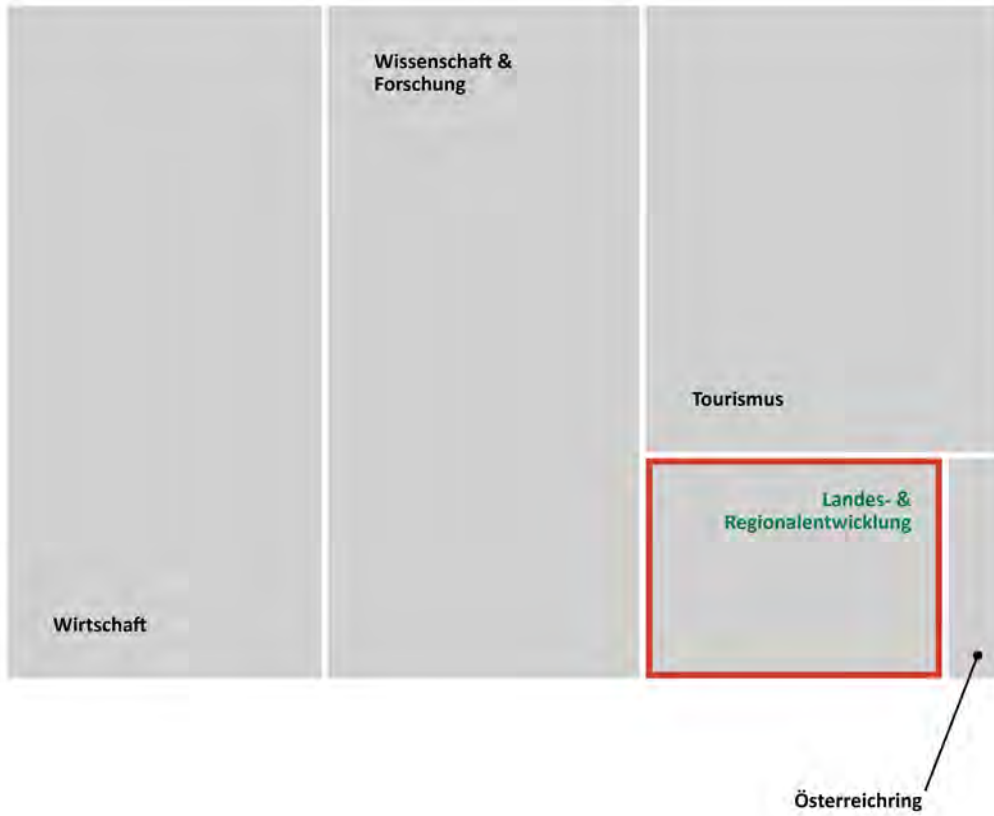 Wissenschaft &
Forschung
Tourismus
Landes- &
Regionalentwicklung
Wirtschaft
Österreichring